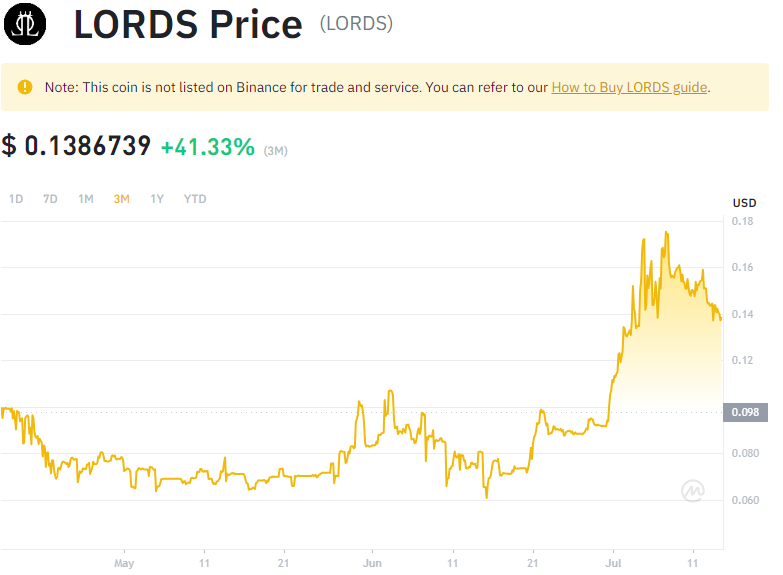 LORDS Price (LORDS)
Note: This coin is not listed on Binance for trade and service. You can refer to our How to Buy LORDS guide.
$ 0.1386739 +41.33% (3M)
1D 7D 1M 3M 1Y YTD
USD
0.18
0.16
0.14
0.12
0.098
0.080
0.060
May 11 21 Jun 11 21 Jul 11